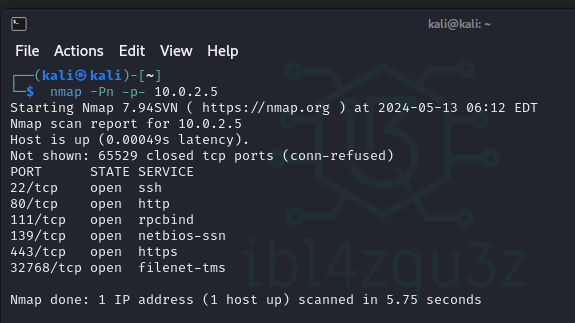 kali@kali: ~
File Actions Edit View Help
┌──(kali㉿kali)-[~]
└─$ nmap -Pn -p- 10.0.2.5
Starting Nmap 7.94SVN ( https://nmap.org ) at 2024-05-13 06:12 EDT
Nmap scan report for 10.0.2.5
Host is up (0.00049s latency).
Not shown: 65529 closed tcp ports (conn-refused)
PORT      STATE SERVICE
22/tcp    open  ssh
80/tcp    open  http
111/tcp   open  rpcbind
139/tcp   open  netbios-ssn
443/tcp   open  https
32768/tcp open  filenet-tms
ibl4zqu3z
Nmap done: 1 IP address (1 host up) scanned in 5.75 seconds